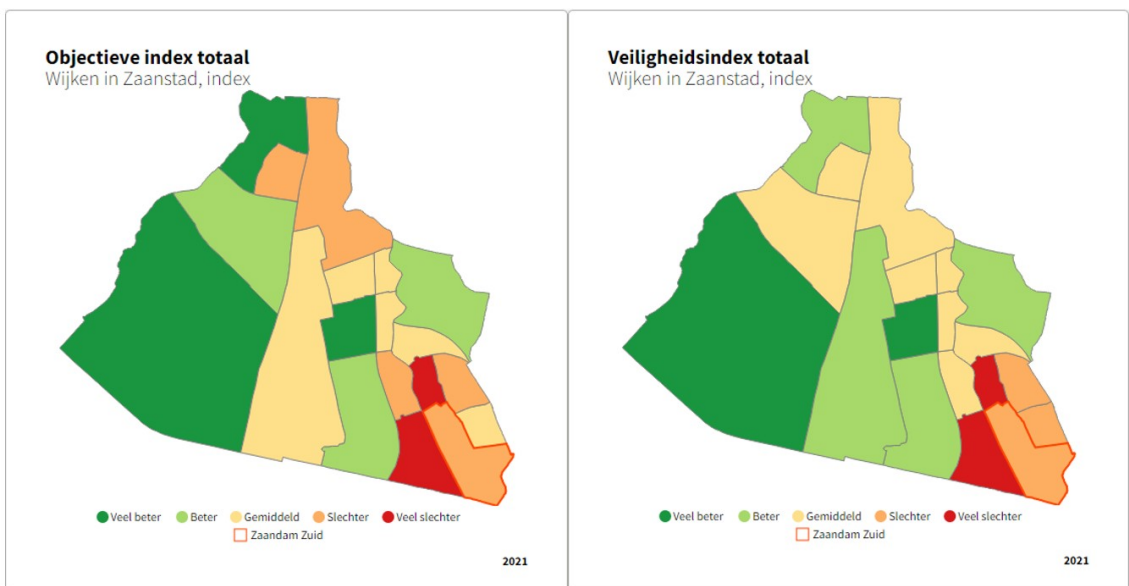 Objectieve index totaal
Wijken in Zaanstad, index
Veel beter Beter Gemiddeld Slechter Veel slechter
Zaandam Zuid
2021
Veiligheidsindex totaal
Wijken in Zaanstad, index
Veel beter Beter Gemiddeld Slechter Veel slechter
Zaandam Zuid
2021